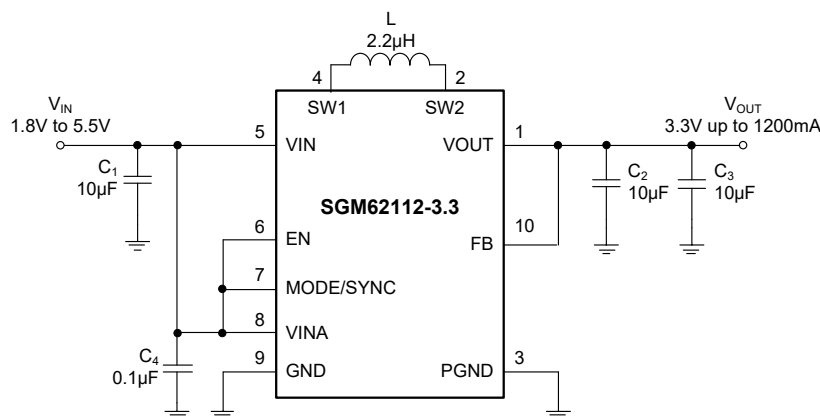 L
2.2µH
4
2
SW1
SW2
VIN
1.8V to 5.5V
VOUT
3.3V up to 1200mA
5
VIN
VOUT
1
C1
10µF
C2
10µF
C3
10µF
SGM62112-3.3
6
EN
10
FB
7
MODE/SYNC
8
VINA
C4
0.1µF
9
GND
PGND
3